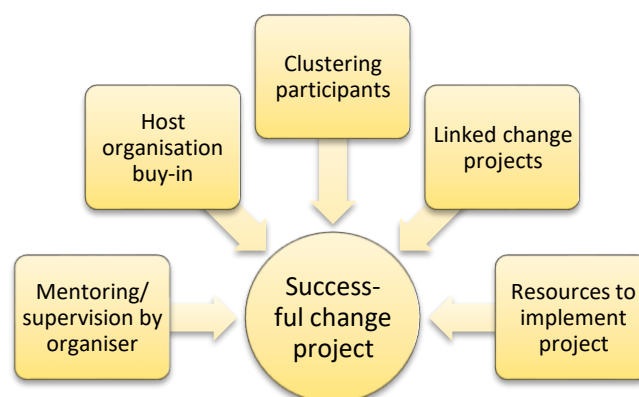 Clustering
participants
Host
organisation
buy-in
Linked change
projects
Mentoring/
supervision by
organiser
Success-
ful change
project
Resources to
implement
project